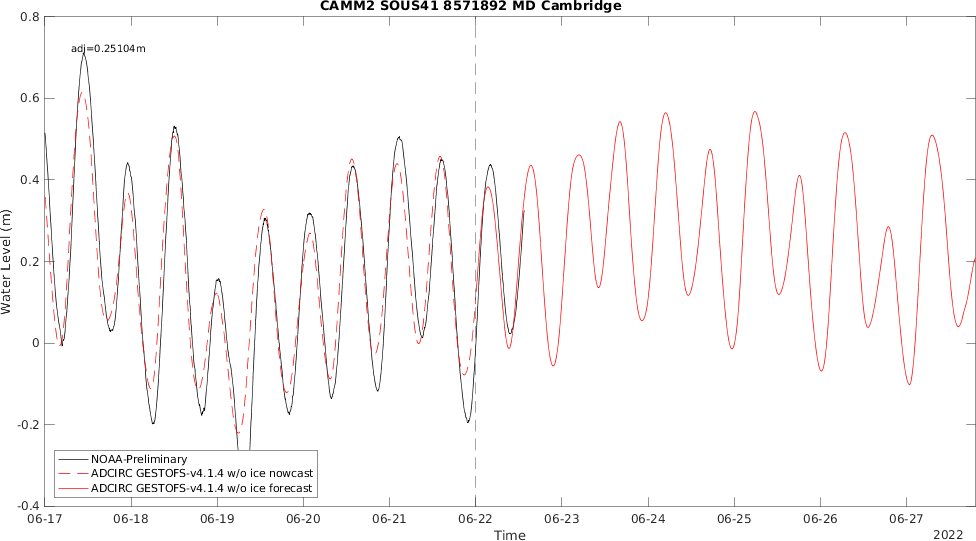 CAMM2 SOUS41 8571892 MD Cambridge
adj=0.25104m
Water Level (m)
0.8
0.6
0.4
0.2
0
-0.2
-0.4
NOAA-Preliminary
ADCIRC GESTOFS-v4.1.4 w/o ice nowcast
ADCIRC GESTOFS-v4.1.4 w/o ice forecast
06-17 06-18 06-19 06-20 06-21 06-22 06-23 06-24 06-25 06-26 06-27
Time
2022